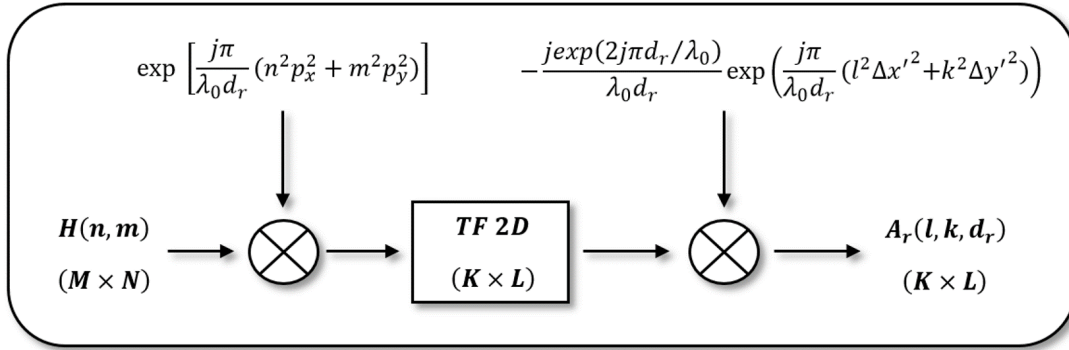 exp [jπ/(λ₀d_r) (n²p_x² + m²p_y²)]
− (jexp(2jπd_r/λ₀))/(λ₀d_r) exp(jπ/(λ₀d_r) (l²Δx′² + k²Δy′²))
H(n, m)
(M × N)
TF 2D
(K × L)
A_r(l, k, d_r)
(K × L)